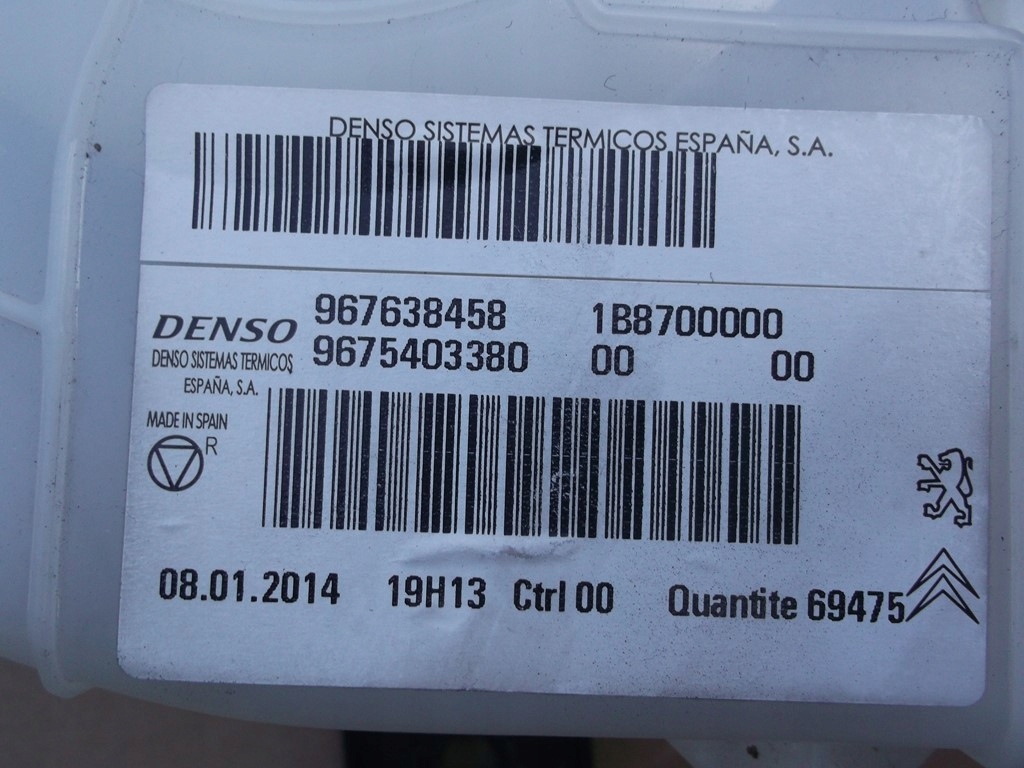 DENSO SISTEMAS TERMICOS ESPAÑA, S.A.
967638458 1B8700000
DENSO
9675403380 00 00
DENSO SISTEMAS TERMICOS
ESPAÑA, S.A.
MADE IN SPAIN
R
08.01.2014 19H13 Ctrl 00 Quantite 69475